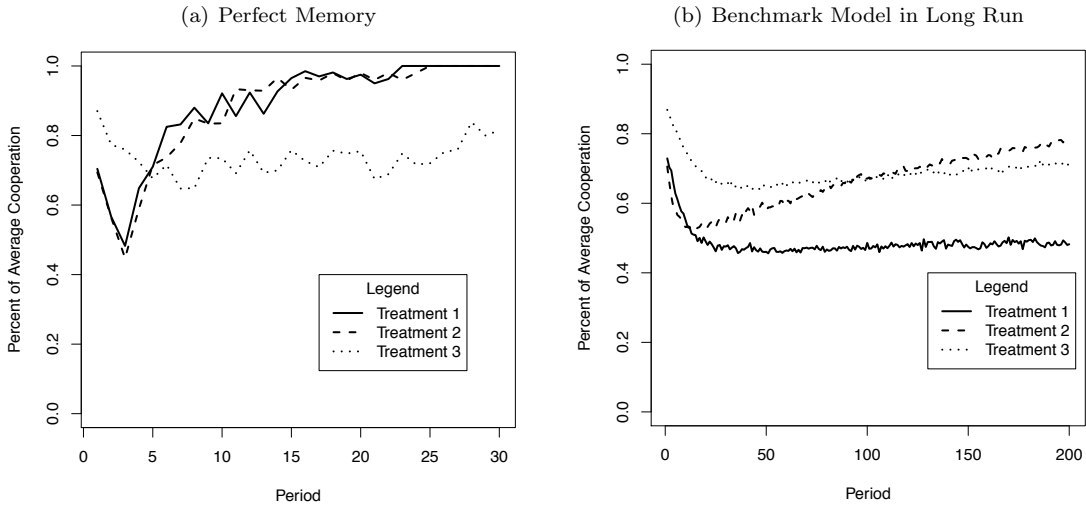 (a) Perfect Memory
Percent of Average Cooperation
1.0
0.8
0.6
0.4
0.2
0.0
Legend
Treatment 1
Treatment 2
Treatment 3
0 5 10 15 20 25 30
Period
(b) Benchmark Model in Long Run
Percent of Average Cooperation
1.0
0.8
0.6
0.4
0.2
0.0
Legend
Treatment 1
Treatment 2
Treatment 3
0 50 100 150 200
Period